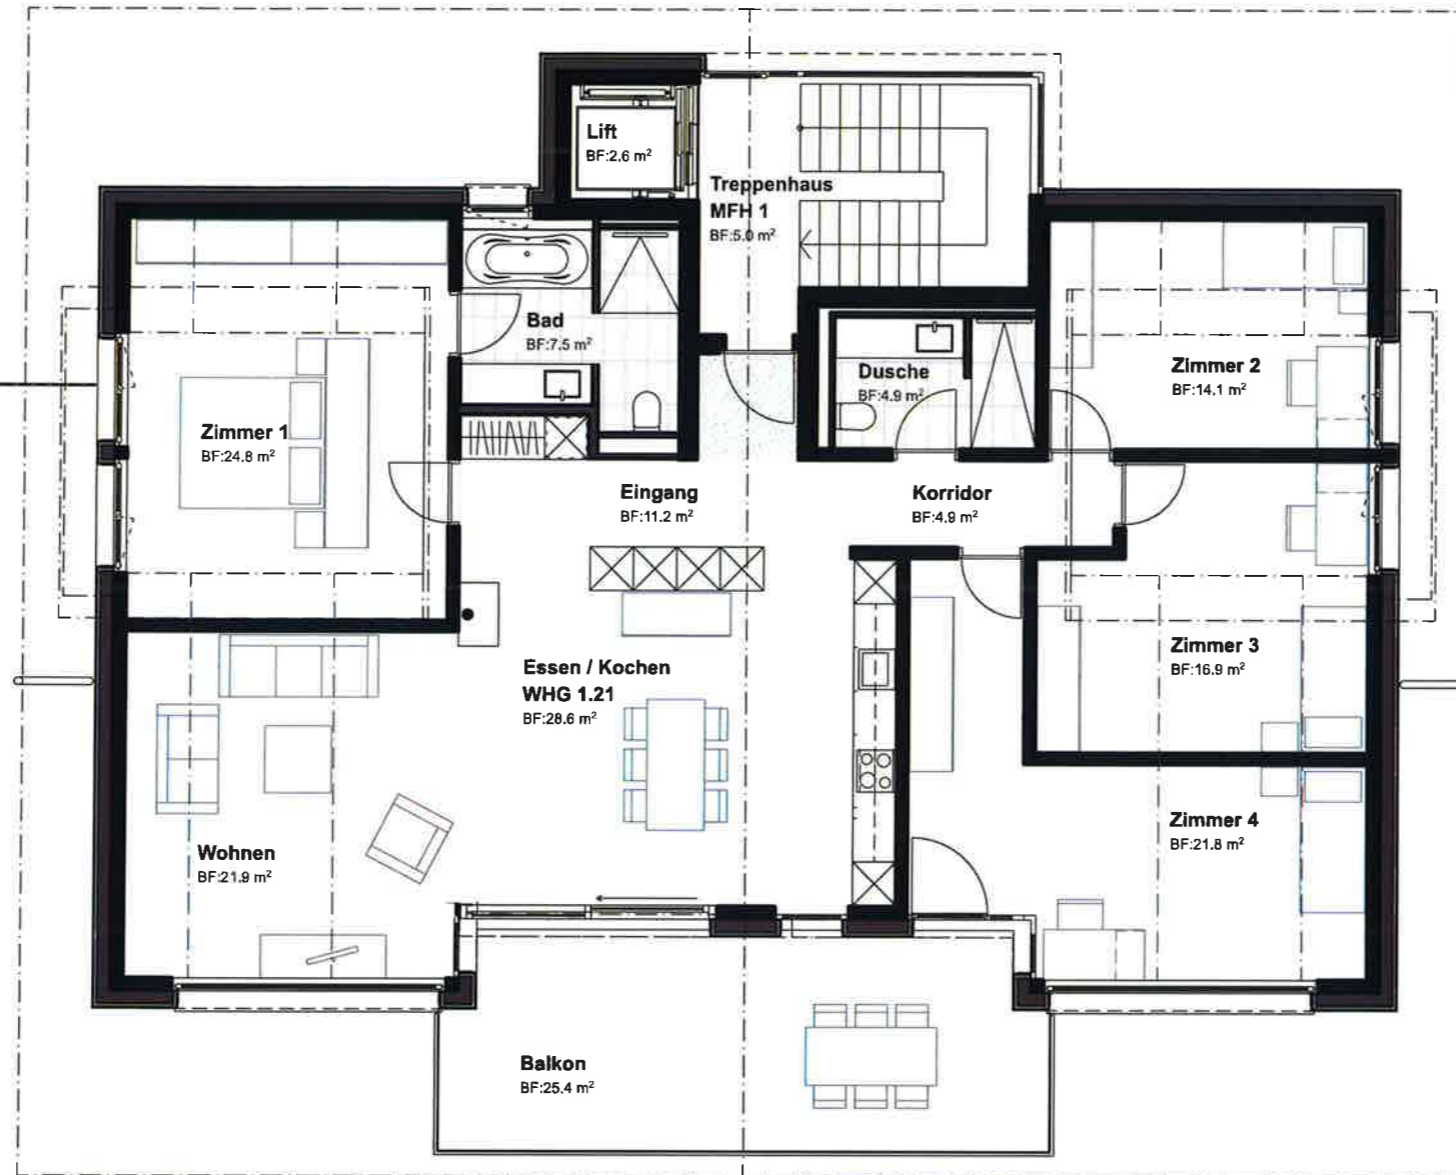 Lift
BF:2.6 m²
Treppenhaus
MFH 1
BF:5.0 m²
Bad
BF:7.5 m²
Dusche
BF:4.9 m²
Zimmer 2
BF:14.1 m²
Zimmer 1
BF:24.8 m²
Eingang
BF:11.2 m²
Korridor
BF:4.9 m²
Zimmer 3
BF:16.9 m²
Essen / Kochen
WHG 1.21
BF:28.6 m²
Zimmer 4
BF:21.8 m²
Wohnen
BF:21.9 m²
Balkon
BF:25.4 m²